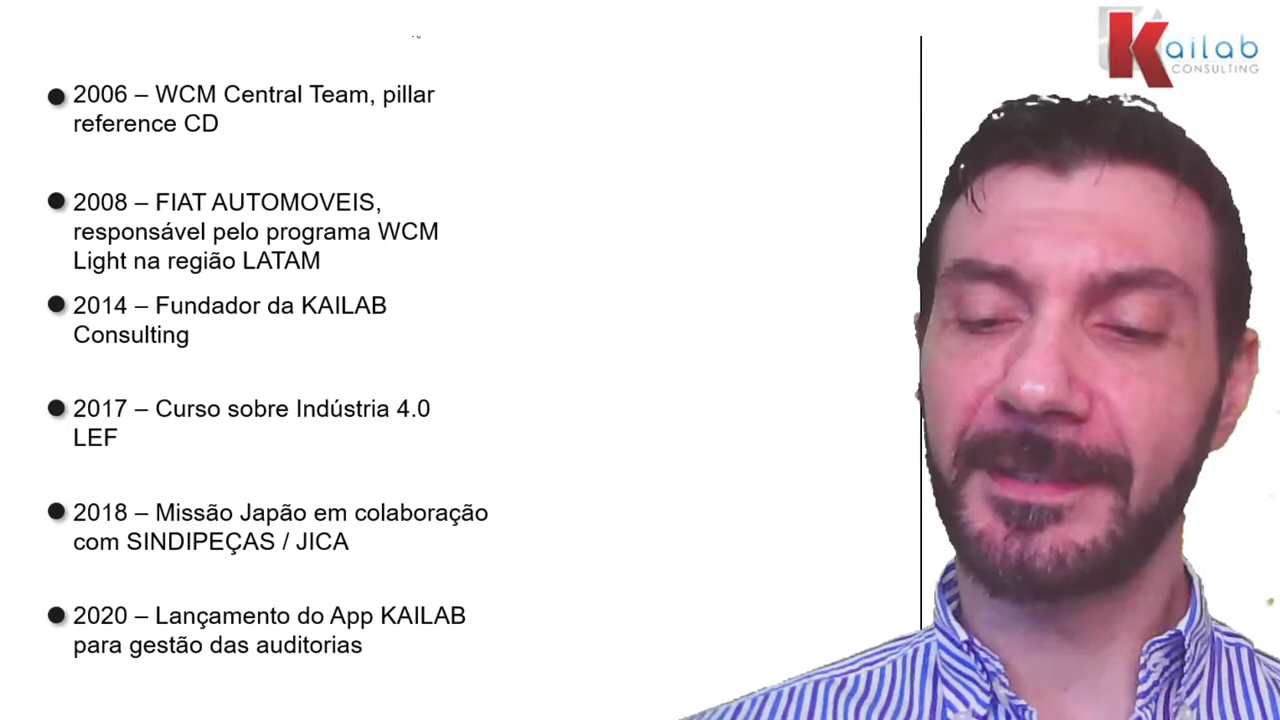 2006 – WCM Central Team, pillar
reference CD
2008 – FIAT AUTOMOVEIS,
responsável pelo programa WCM
Light na região LATAM
2014 – Fundador da KAILAB
Consulting
2017 – Curso sobre Indústria 4.0
LEF
2018 – Missão Japão em colaboração
com SINDIPEÇAS / JICA
2020 – Lançamento do App KAILAB
para gestão das auditorias
Kailab
CONSULTING